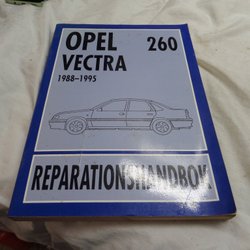 OPEL 260
VECTRA
1988-1995
REPARATIONSHANDBOK